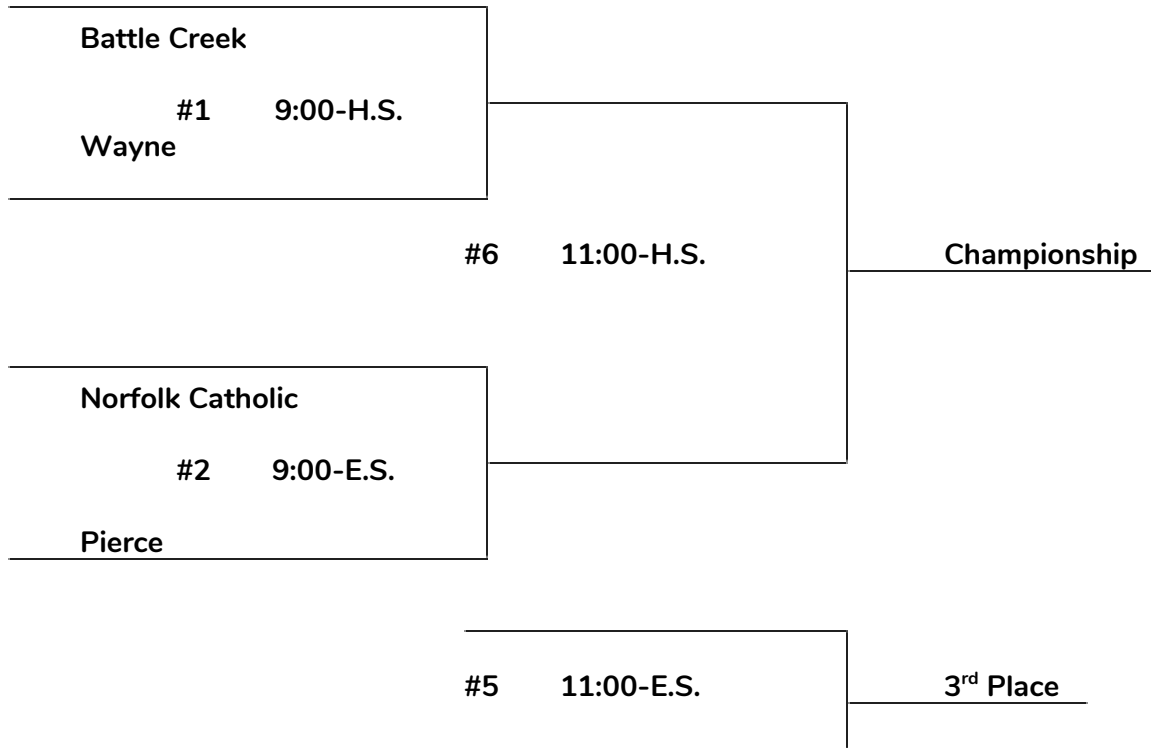 Battle Creek
#1 9:00-H.S.
Wayne
#6 11:00-H.S. Championship
Norfolk Catholic
#2 9:00-E.S.
Pierce
#5 11:00-E.S. 3rd Place